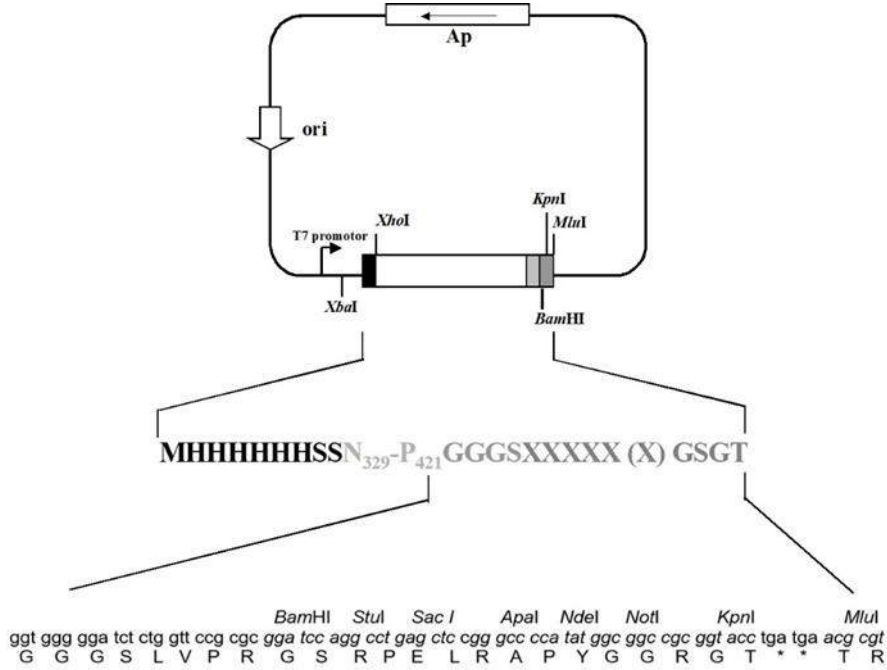 Ap
ori
KpnI
XhoI
MluI
T7 promotor
XbaI
BamHI
MHHHHHHSSN329-P421GGGSXXXXX (X) GSGT
BamHI StuI Sac I ApaI NdeI NotI KpnI MluI
ggt ggg gga tct ctg gtt ccg cgc gga tcc agg cct gag ctc cgg gcc cca tat ggc ggc cgc ggt acc tga tga acg cgt
G G G S L V P R G S R P E L R A P Y G G R G T * * T R